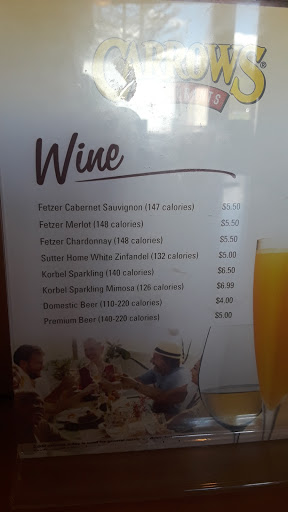 CARROWS®
Wine
Fetzer Cabernet Sauvignon (147 calories) $5.50
Fetzer Merlot (148 calories) $5.50
Fetzer Chardonnay (148 calories) $5.50
Sutter Home White Zinfandel (132 calories) $5.00
Korbel Sparkling (140 calories) $6.50
Korbel Sparkling Mimosa (126 calories) $6.99
Domestic Beer (110-220 calories) $4.00
Premium Beer (140-220 calories) $5.00